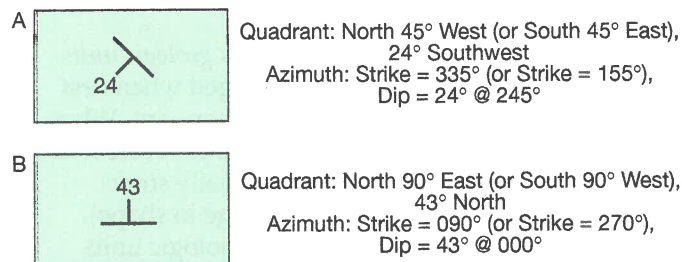 A
24
Quadrant: North 45° West (or South 45° East),
24° Southwest
Azimuth: Strike = 335° (or Strike = 155°),
Dip = 24° @ 245°
B
43
Quadrant: North 90° East (or South 90° West),
43° North
Azimuth: Strike = 090° (or Strike = 270°),
Dip = 43° @ 000°